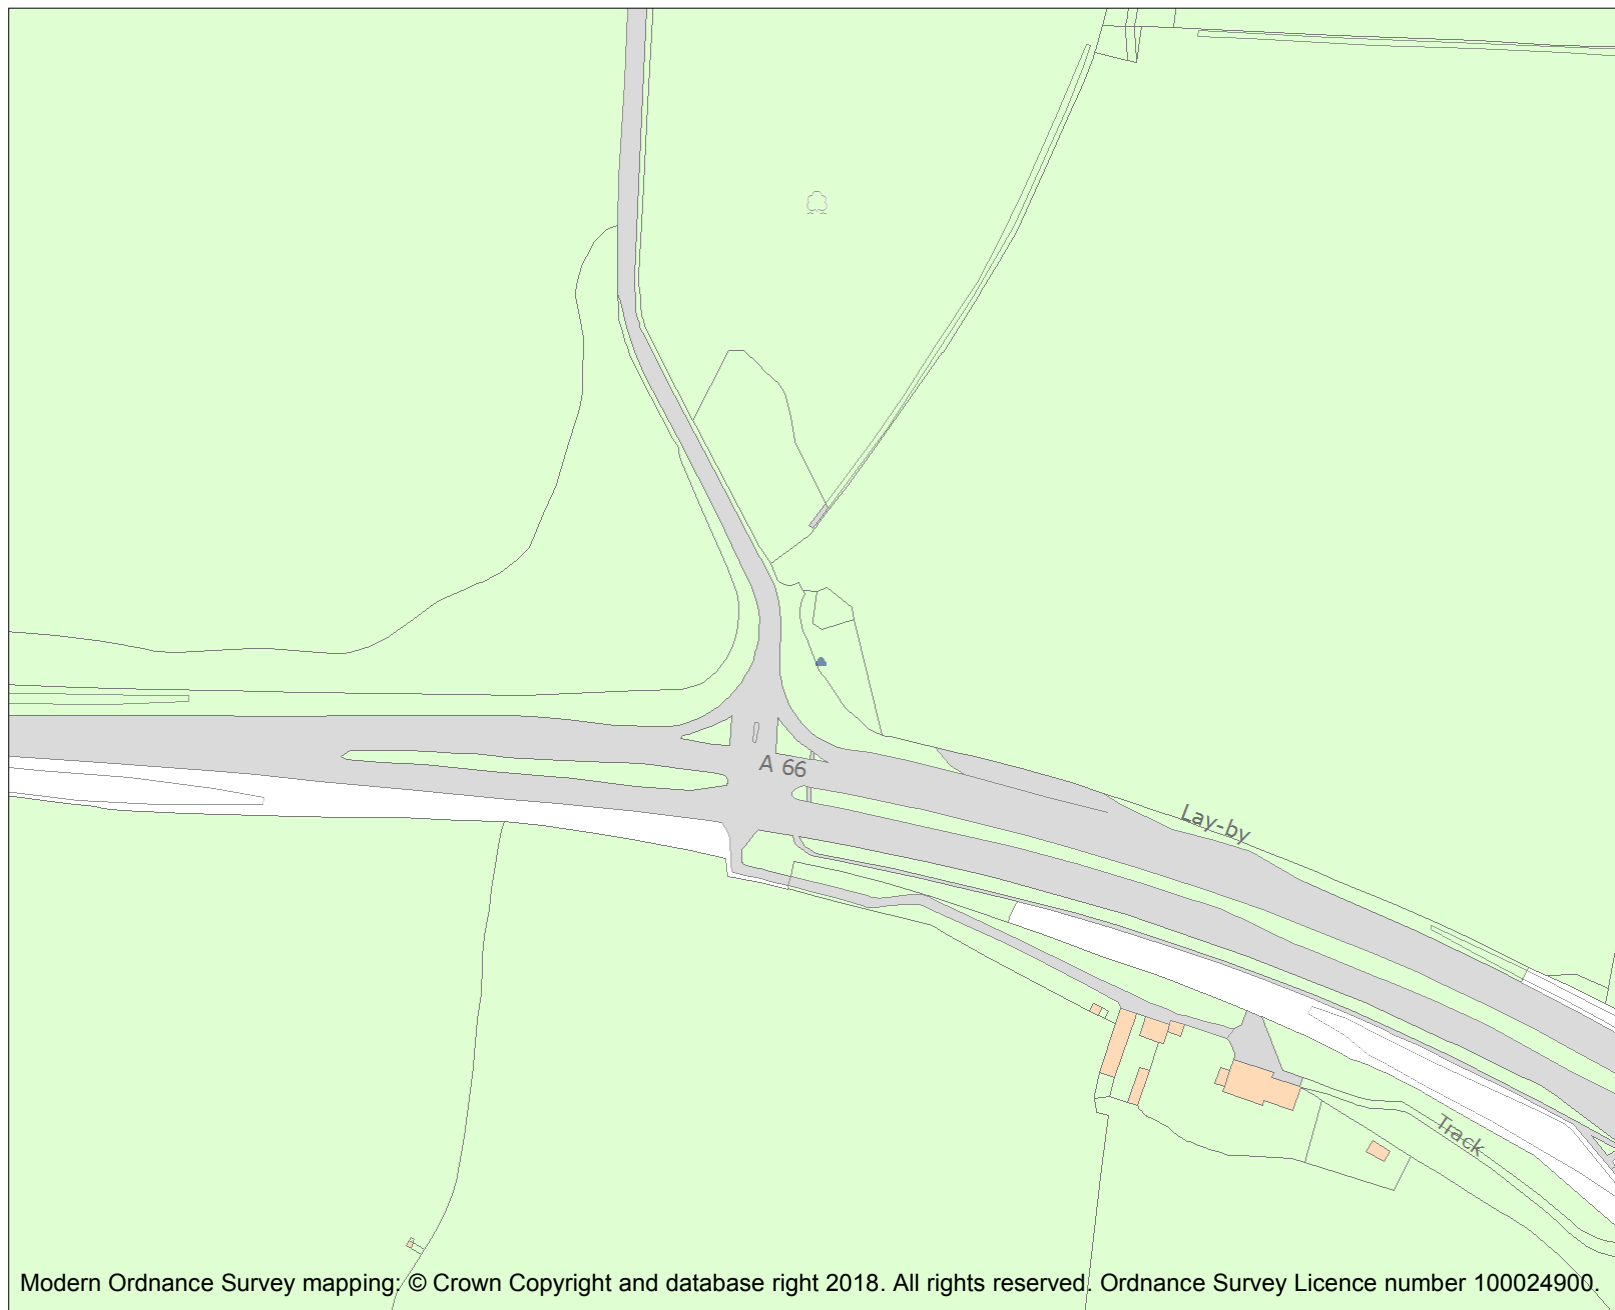 A 66
Lay-by
Track
Modern Ordnance Survey mapping: © Crown Copyright and database right 2018. All rights reserved. Ordnance Survey Licence number 100024900.